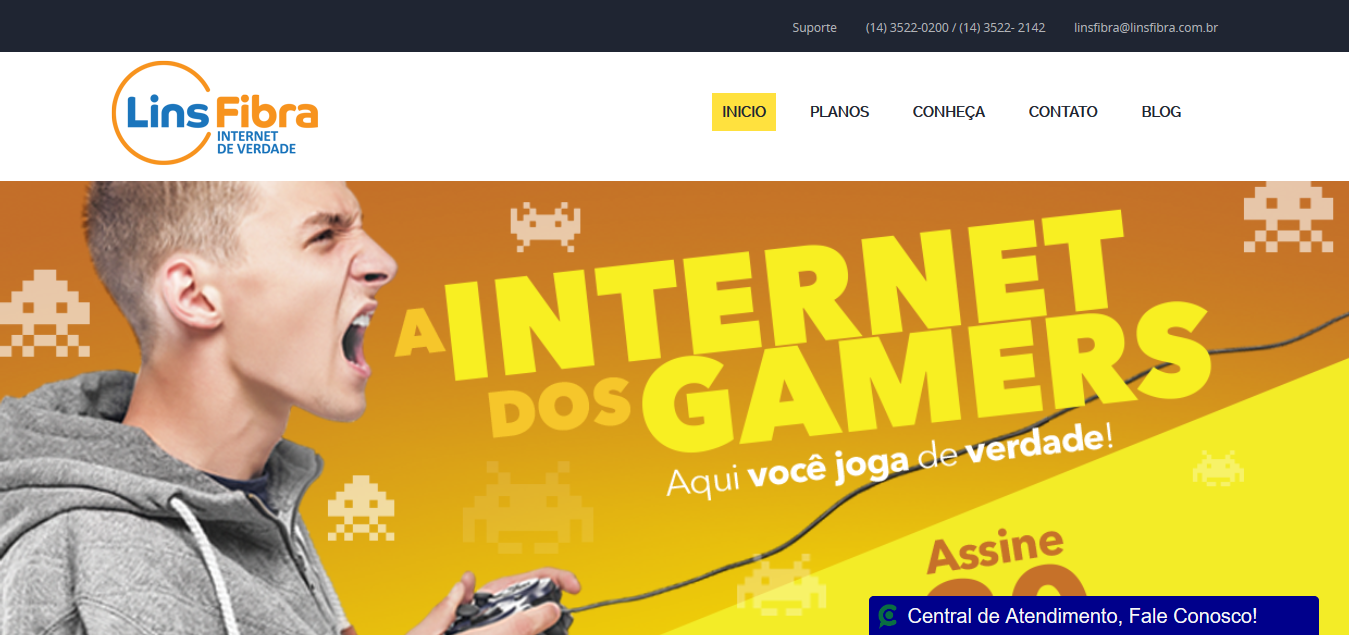 Suporte (14) 3522-0200 / (14) 3522- 2142 linsfibra@linsfibra.com.br
Lins Fibra
INTERNET
DE VERDADE
INICIO PLANOS CONHEÇA CONTATO BLOG
A INTERNET
DOS GAMERS
Aqui você joga de verdade!
Assine
Central de Atendimento, Fale Conosco!